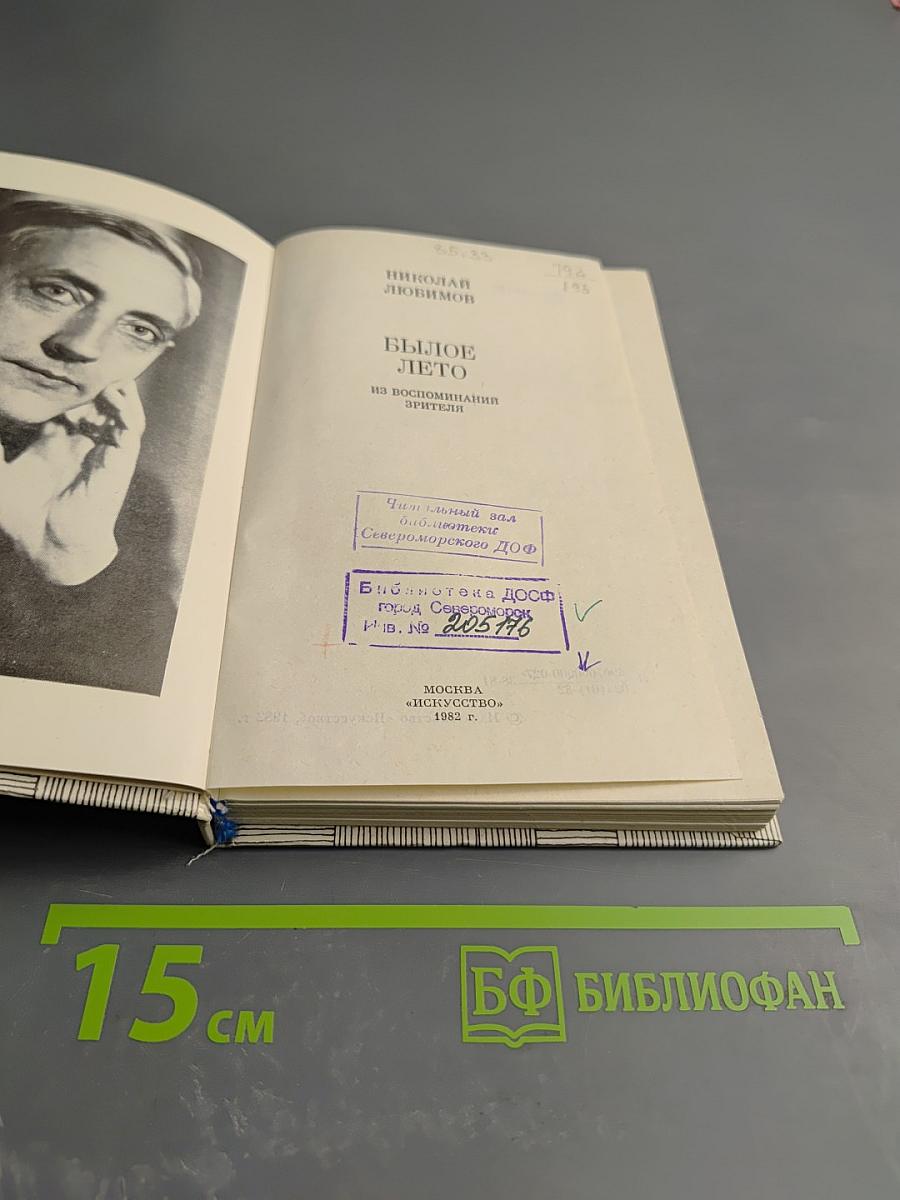 85.33
792
193
НИКОЛАЙ
ЛЮБИМОВ
БЫЛОЕ
ЛЕТО
ИЗ ВОСПОМИНАНИЙ
ЗРИТЕЛЯ
Читальный зал
библиотеки
Североморского ДОФ
Библиотека ДОСФ
город Североморск
Инв. № 205176
МОСКВА
«ИСКУССТВО»
1982 г.
15 см
БФ БИБЛИОФАН